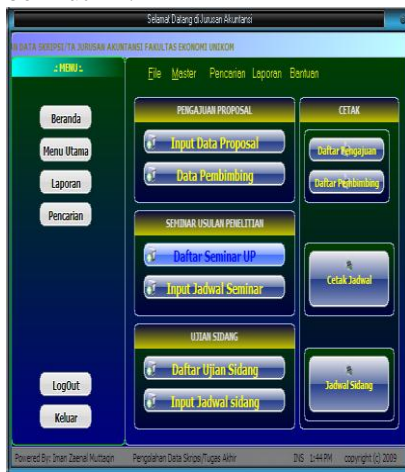 Selamat Datang di Jurusan Akuntansi
DATA SKRIPSI/TA JURUSAN AKUNTANSI FAKULTAS EKONOMI UNIKOM
.: MENU :.
File Master Pencarian Laporan Bantuan
Beranda
Menu Utama
Laporan
Pencarian
LogOut
Keluar
PENGAJUAN PROPOSAL
Input Data Proposal
Data Pembimbing
SEMINAR USULAN PENELITIAN
Daftar Seminar UP
Input Jadwal Seminar
UJIAN SIDANG
Daftar Ujian Sidang
Input Jadwal sidang
CETAK
Daftar Pengajuan
Daftar Pembimbing
Cetak Jadwal
Jadwal Sidang
Powered By: Iman Zaenal Muttaqin Pengolahan Data Skripsi/Tugas Akhir INS 1:44 PM copyright (c) 2009